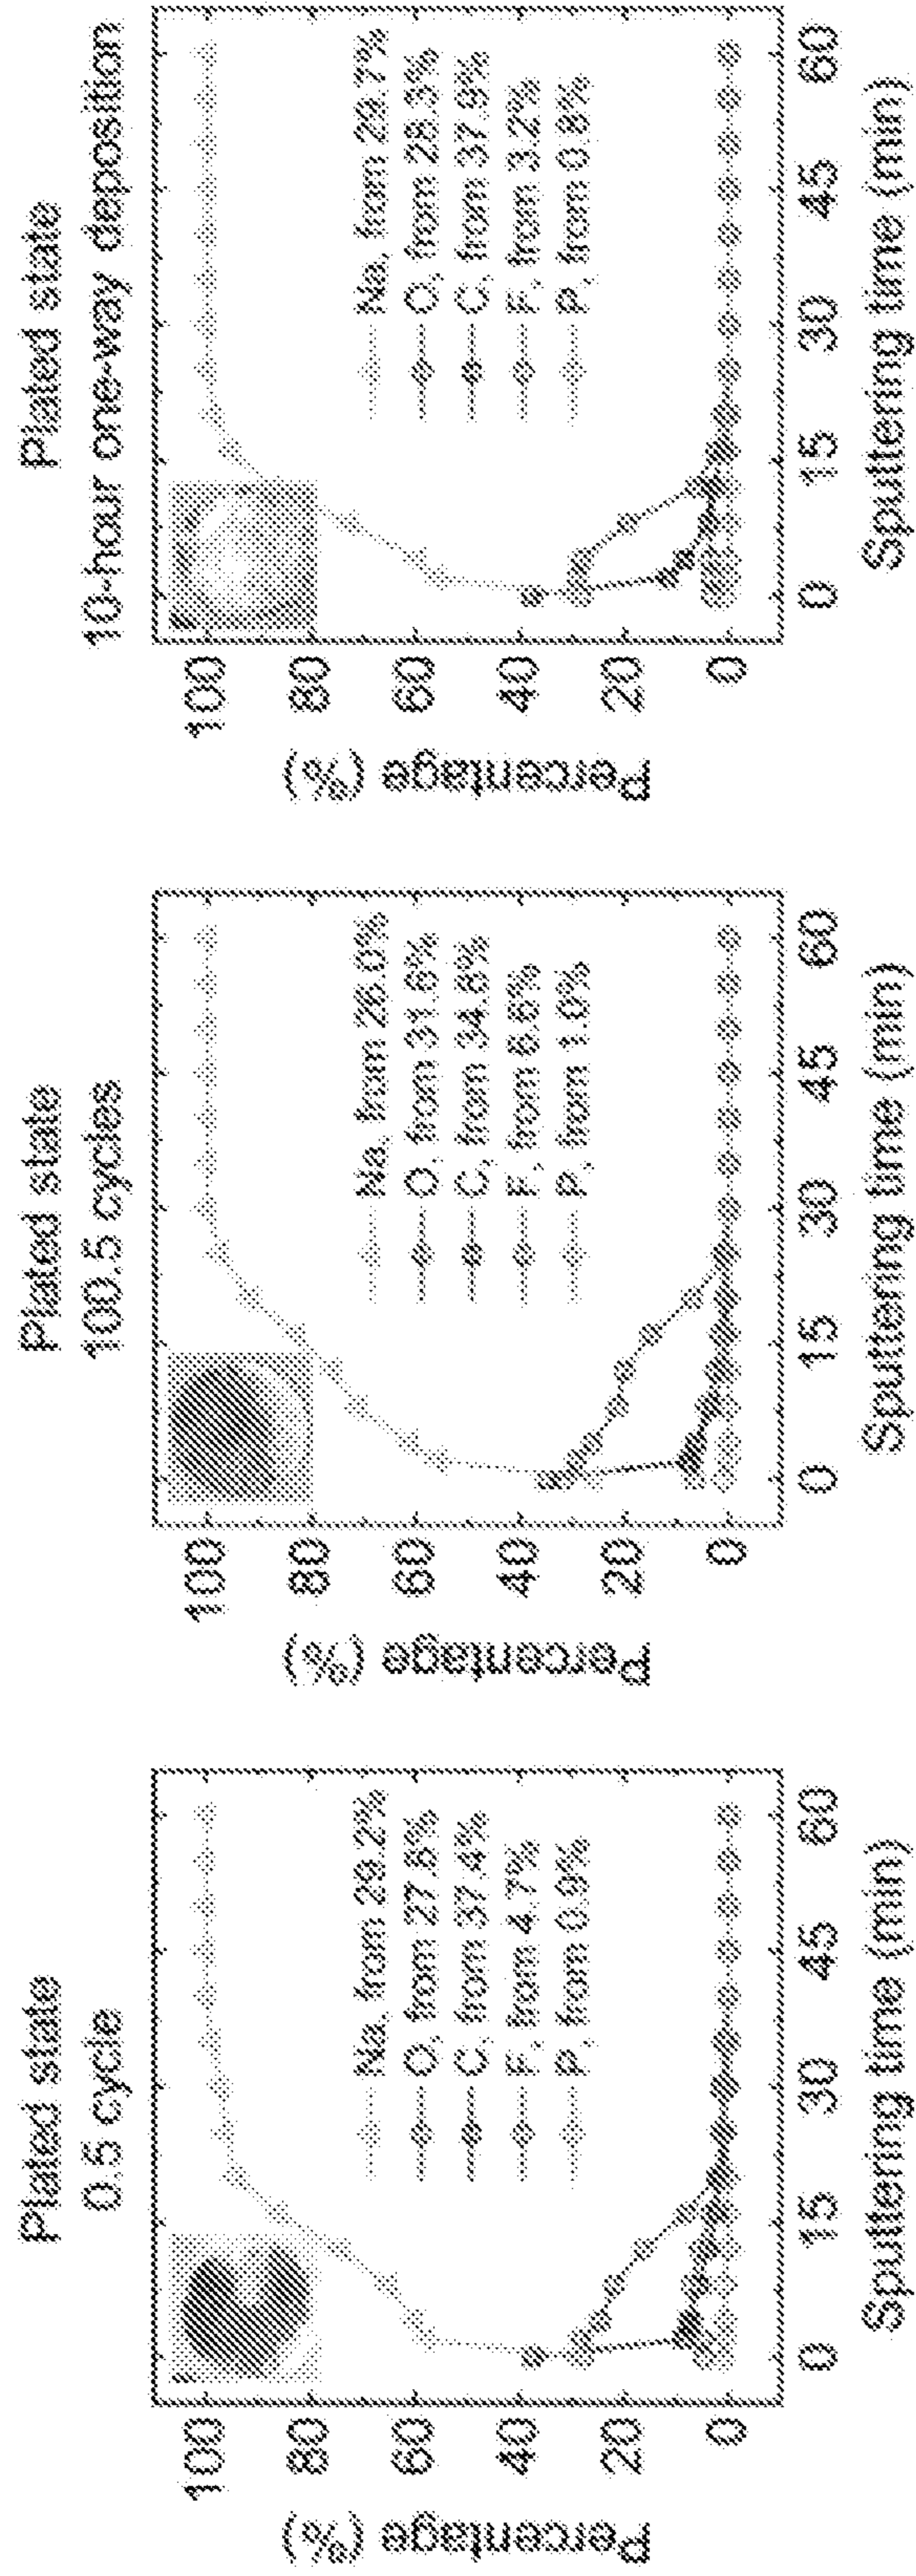 Plated state
0.5 cycle
Percentage (%)
100
80
60
40
20
0
Na, from 29.2%
O, from 27.8%
C, from 37.4%
F, from 4.7%
P, from 0.9%
0 15 30 45 60
Sputtering time (min)
Plated state
100.5 cycles
Percentage (%)
100
80
60
40
20
0
Na, from 26.0%
O, from 31.6%
C, from 34.8%
F, from 6.6%
P, from 1.0%
0 15 30 45 60
Sputtering time (min)
Plated state
10-hour one-way deposition
Percentage (%)
100
80
60
40
20
0
Na, from 29.7%
O, from 28.3%
C, from 37.9%
F, from 3.2%
P, from 0.8%
0 15 30 45 60
Sputtering time (min)